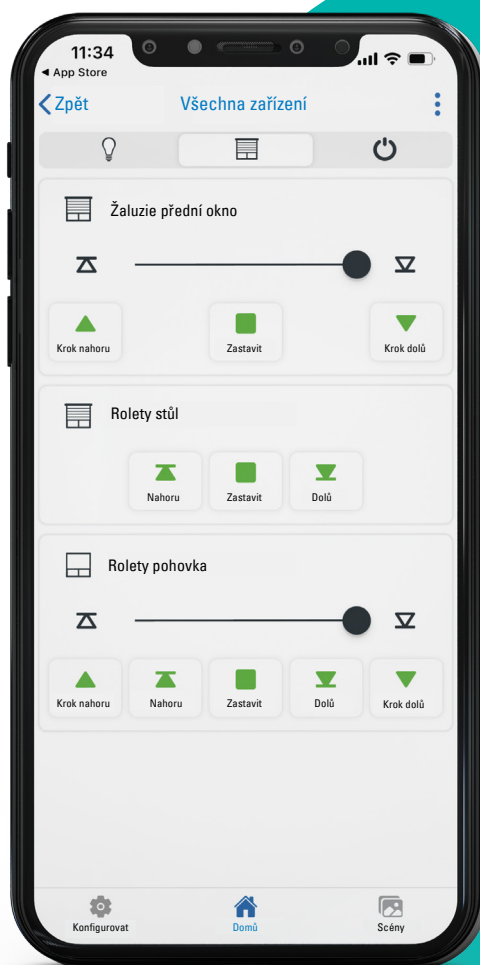 11:34
◀ App Store
Zpět
Všechna zařízení
Žaluzie přední okno
Krok nahoru
Zastavit
Krok dolů
Rolety stůl
Nahoru
Zastavit
Dolů
Rolety pohovka
Krok nahoru
Nahoru
Zastavit
Dolů
Krok dolů
Konfigurovat
Domů
Scény